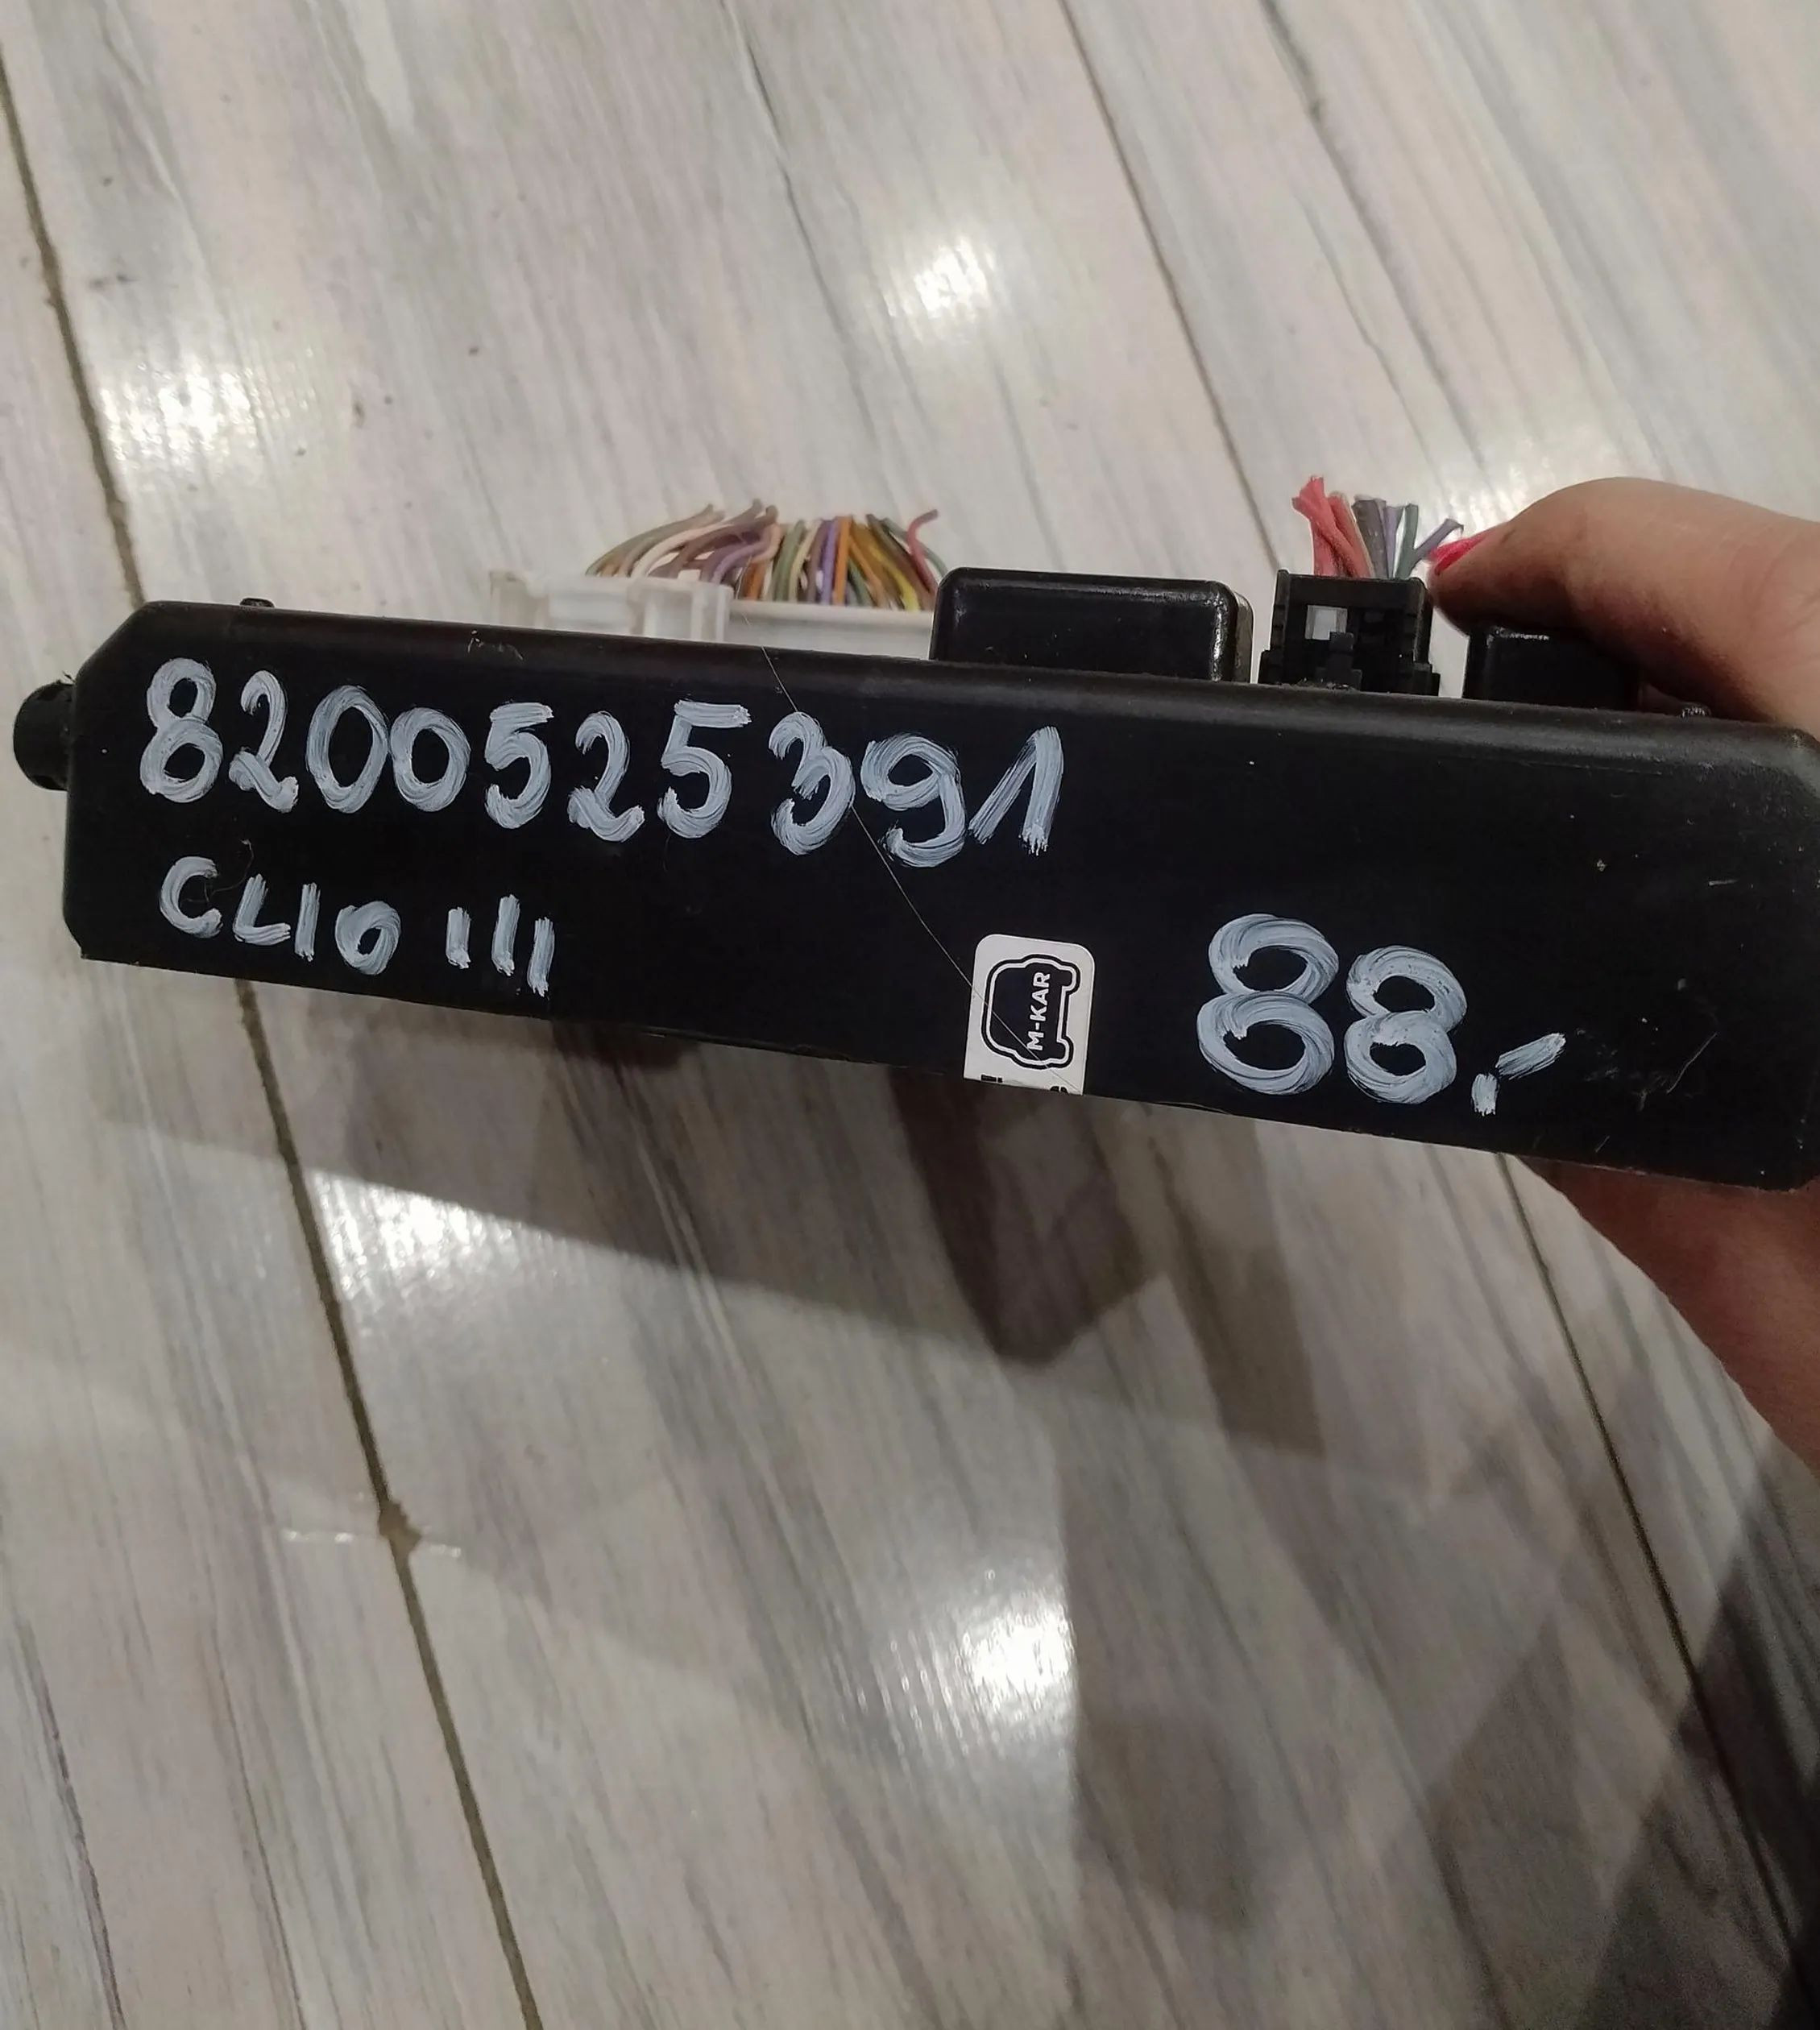 8200525391
CLIO III
88,-
M-KAR